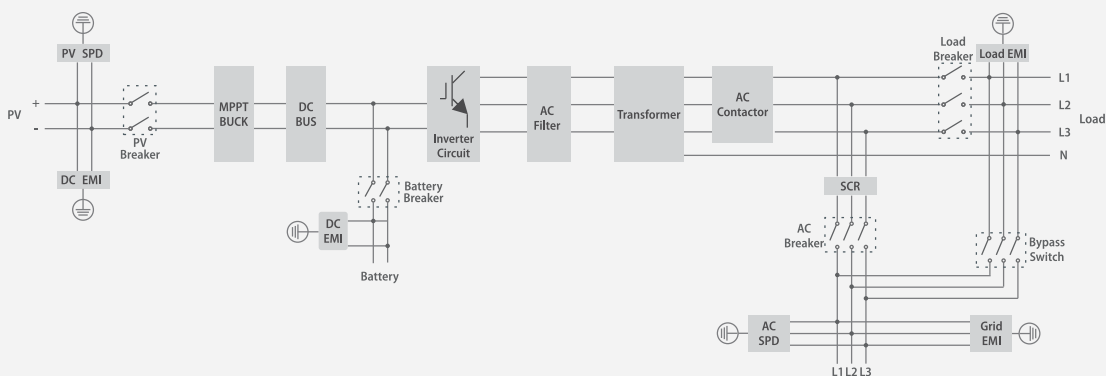 PV SPD
PV
+
-
DC EMI
PV
Breaker
MPPT
BUCK
DC
BUS
Battery
Breaker
DC
EMI
Battery
Inverter
Circuit
AC
Filter
Transformer
AC
Contactor
SCR
AC
Breaker
AC
SPD
L1 L2 L3
Grid
EMI
Bypass
Switch
Load
Breaker
Load EMI
L1
L2
L3
Load
N